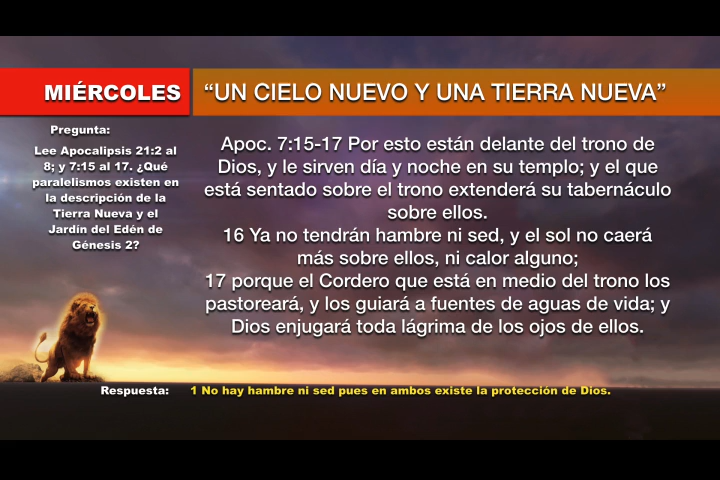 MIÉRCOLES
“UN CIELO NUEVO Y UNA TIERRA NUEVA”
Pregunta:
Lee Apocalipsis 21:2 al
8; y 7:15 al 17. ¿Qué
paralelismos existen en
la descripción de la
Tierra Nueva y el
Jardín del Edén de
Génesis 2?
Apoc. 7:15-17 Por esto están delante del trono de
Dios, y le sirven día y noche en su templo; y el que
está sentado sobre el trono extenderá su tabernáculo
sobre ellos.
16 Ya no tendrán hambre ni sed, y el sol no caerá
más sobre ellos, ni calor alguno;
17 porque el Cordero que está en medio del trono los
pastoreará, y los guiará a fuentes de aguas de vida; y
Dios enjugará toda lágrima de los ojos de ellos.
Respuesta: 1 No hay hambre ni sed pues en ambos existe la protección de Dios.